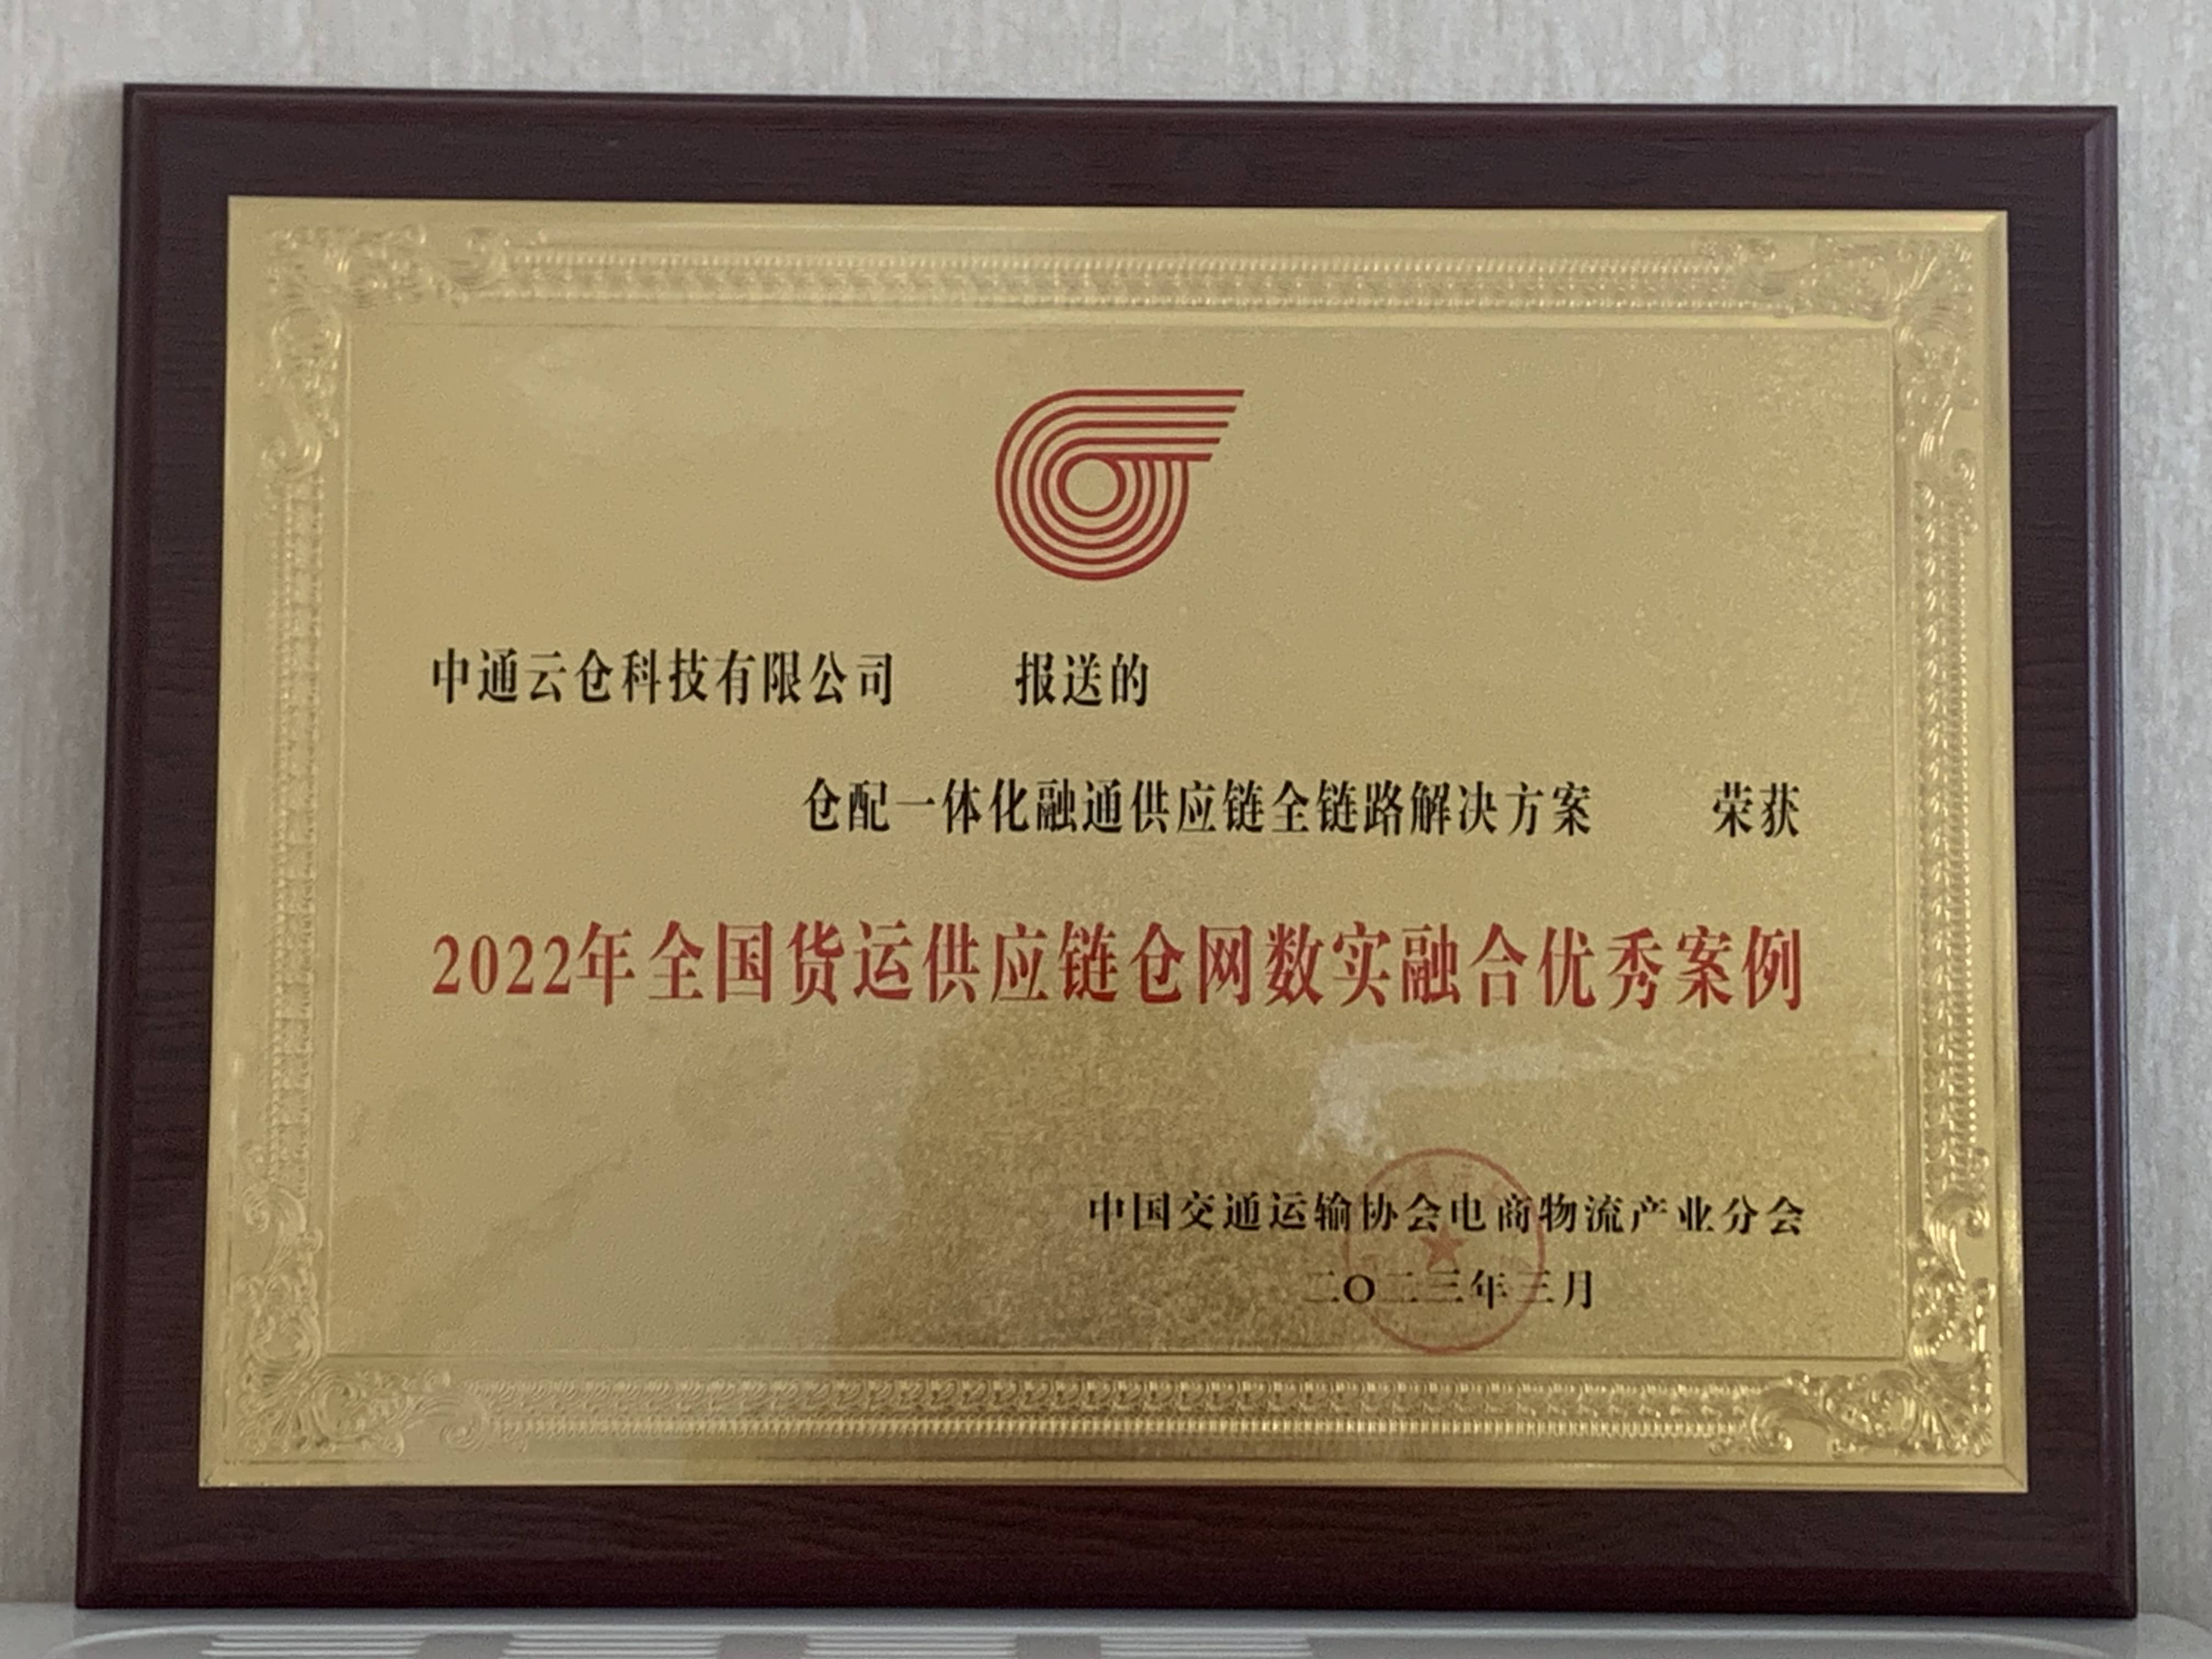 中通云仓科技有限公司 报送的
仓配一体化融通供应链全链路解决方案 荣获
2022年全国货运供应链仓网数实融合优秀案例
中国交通运输协会电商物流产业分会
二〇二三年三月